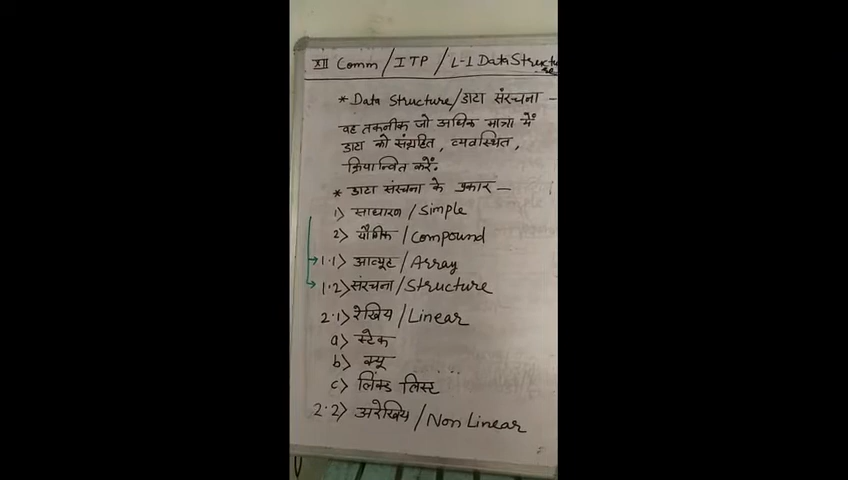 XII Comm / ITP / L-1 Data Structure
* Data Structure/डाटा संरचना –
वह तकनीक जो अधिक मात्रा में
डाटा को संग्रहित, व्यवस्थित,
क्रियान्वित करें.
* डाटा संरचना के प्रकार –
1) साधारण / Simple
2) यौगिक / Compound
1.1) आव्यूह / Array
1.2) संरचना / Structure
2.1) रेखिय / Linear
a) स्टेक
b) क्यू
c) लिंक्ड लिस्ट
2.2) अरेखिय / Non Linear